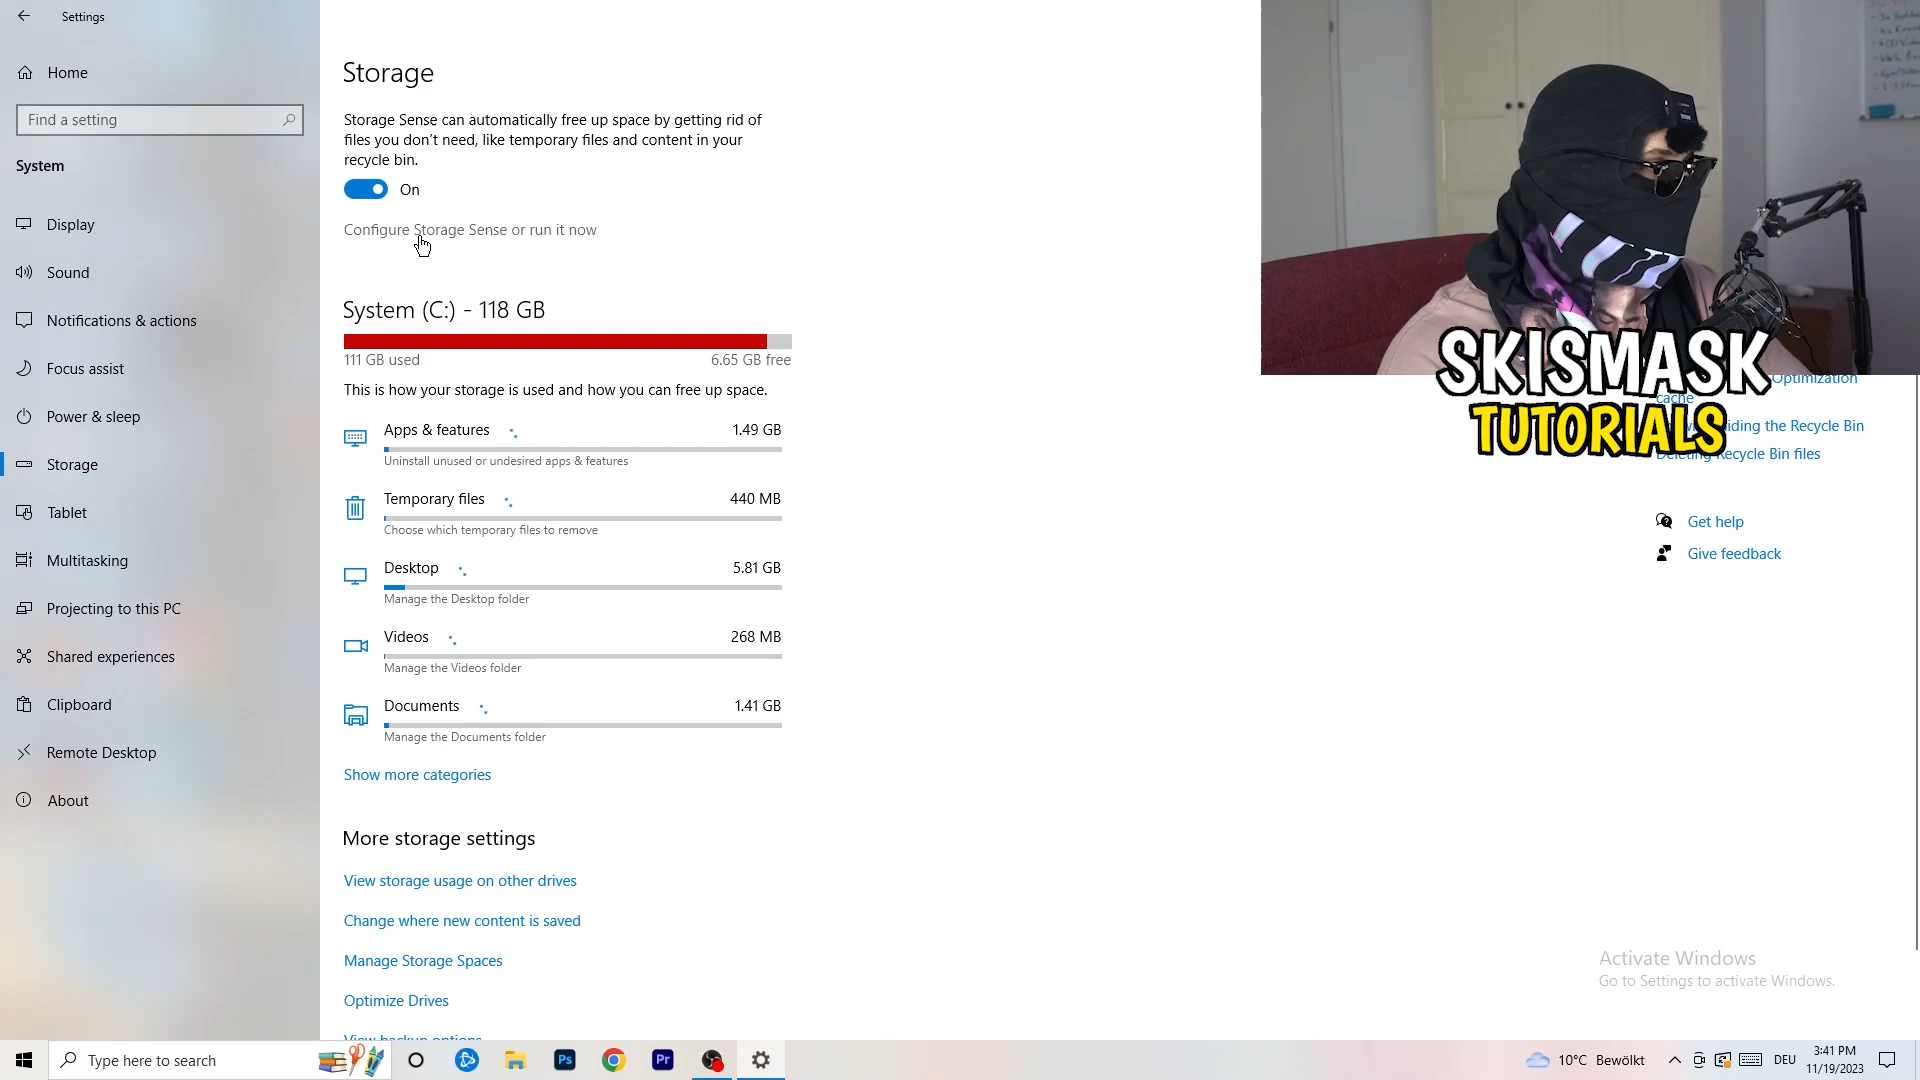 Settings
Home
Find a setting
System
Display
Sound
Notifications & actions
Focus assist
Power & sleep
Storage
Tablet
Multitasking
Projecting to this PC
Shared experiences
Clipboard
Remote Desktop
About
Storage
Storage Sense can automatically free up space by getting rid of
files you don't need, like temporary files and content in your
recycle bin.
On
Configure Storage Sense or run it now
System (C:) - 118 GB
111 GB used
6.65 GB free
This is how your storage is used and how you can free up space.
Apps & features
1.49 GB
Uninstall unused or undesired apps & features
Temporary files
440 MB
Choose which temporary files to remove
Desktop
5.81 GB
Manage the Desktop folder
Videos
268 MB
Manage the Videos folder
Documents
1.41 GB
Manage the Documents folder
Show more categories
More storage settings
View storage usage on other drives
Change where new content is saved
Manage Storage Spaces
Optimize Drives
View backup options
SKISMASK
TUTORIALS
Optimization
cache
the Recycle Bin
Deleting Recycle Bin files
Get help
Give feedback
Activate Windows
Go to Settings to activate Windows.
Type here to search
Ps
Pr
10°C Bewölkt
DEU
3:41 PM
11/19/2023